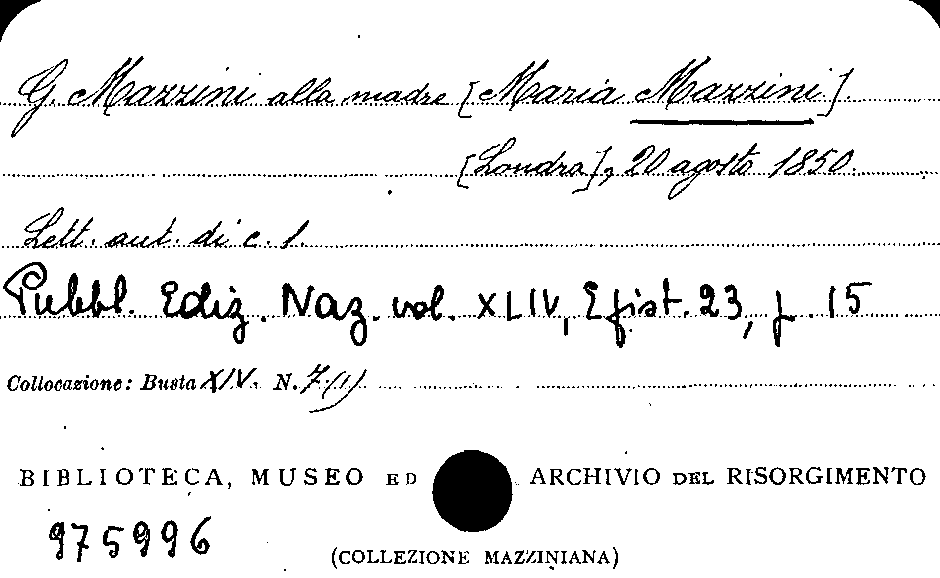 G. Mazzini alla madre [Maria Mazzini].
[Londra], 20 agosto 1850.
Lett. aut. di c. 1.
Pubbl. Ediz. Naz. vol. XLIV, Epist. 23, p. 15
Collocazione: Busta XIV. N. 7(1)
BIBLIOTECA, MUSEO ED ARCHIVIO DEL RISORGIMENTO
975996
(COLLEZIONE MAZZINIANA)